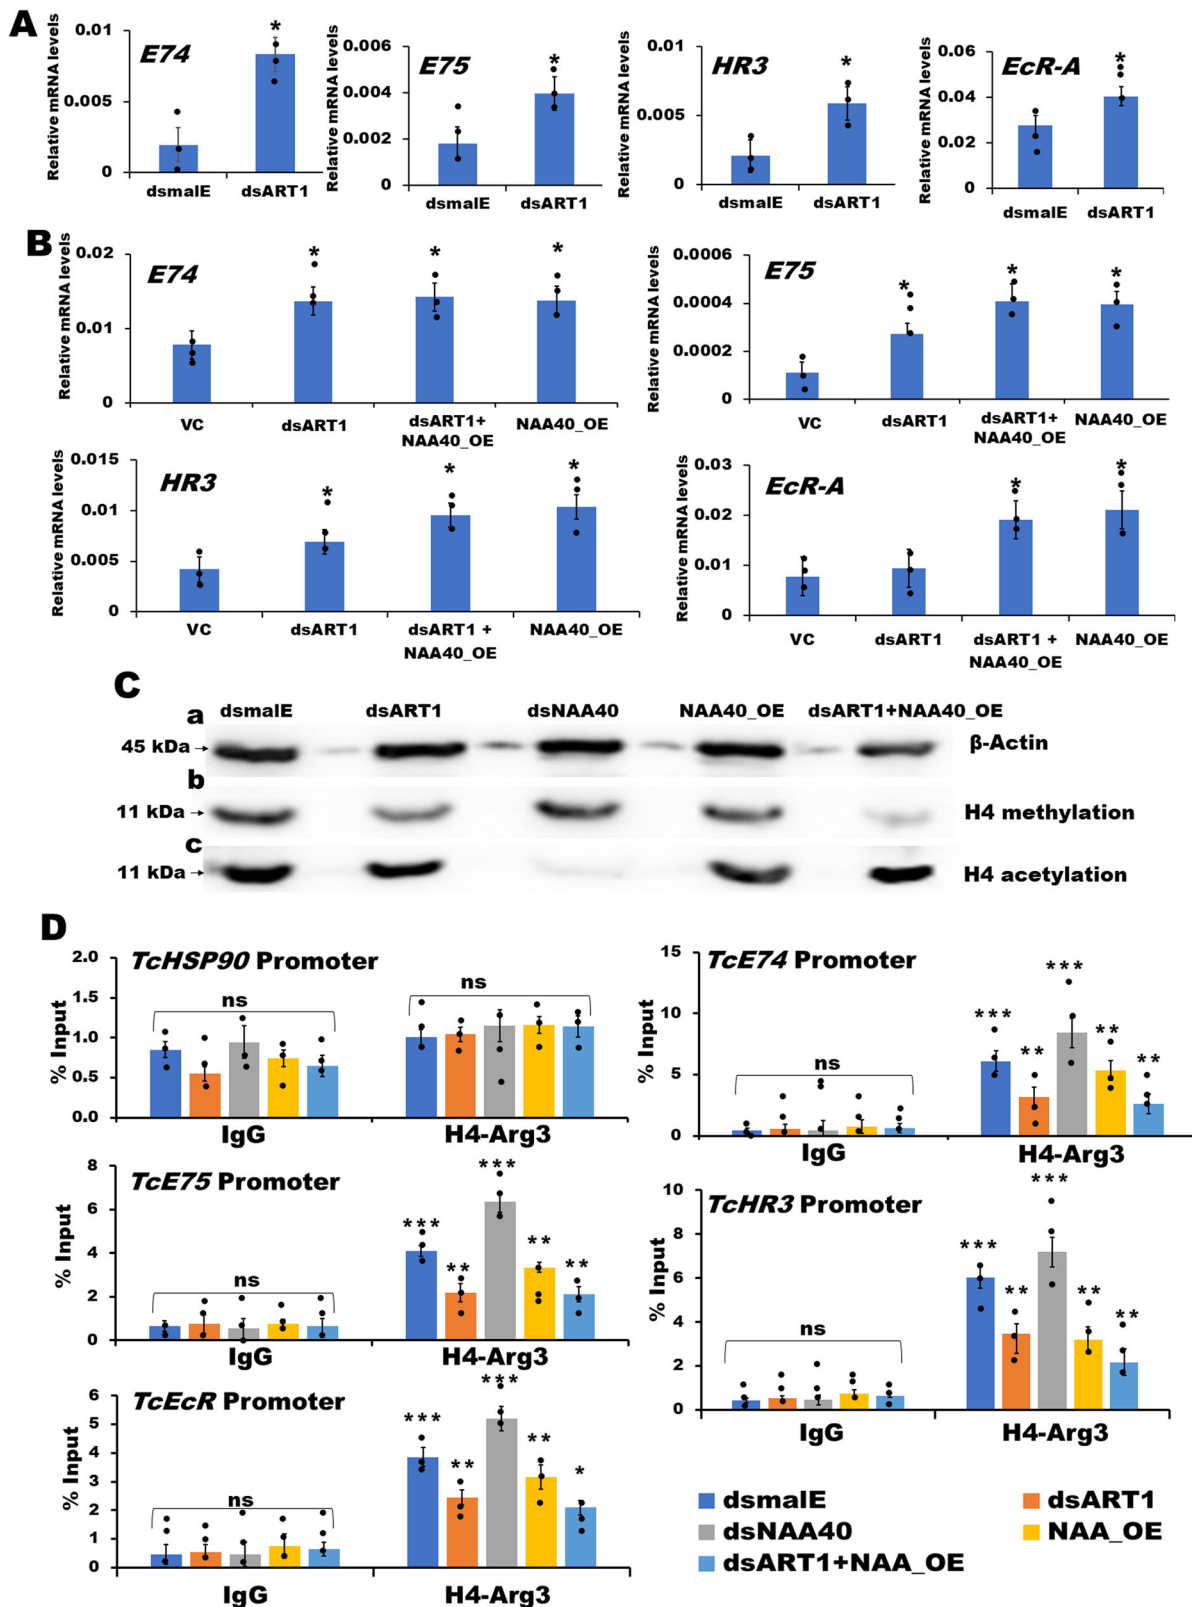 A
Relative mRNA levels
0.01
0.005
0
E74
*
dsmalE
dsART1
Relative mRNA levels
0.006
0.004
0.002
0
E75
*
dsmalE
dsART1
Relative mRNA levels
0.01
0.005
0
HR3
*
dsmalE
dsART1
Relative mRNA levels
0.06
0.04
0.02
0
EcR-A
*
dsmalE
dsART1
B
Relative mRNA levels
0.02
0.01
0
E74
* * *
VC
dsART1
dsART1+
NAA40_OE
NAA40_OE
Relative mRNA levels
0.0006
0.0004
0.0002
0
E75
* * *
VC
dsART1
dsART1+
NAA40_OE
NAA40_OE
Relative mRNA levels
0.015
0.01
0.005
0
HR3
* * *
VC
dsART1
dsART1 +
NAA40_OE
NAA40_OE
Relative mRNA levels
0.03
0.02
0.01
0
EcR-A
* *
VC
dsART1
dsART1 +
NAA40_OE
NAA40_OE
C
dsmalE dsART1 dsNAA40 NAA40_OE dsART1+NAA40_OE
a
45 kDa→
β-Actin
b
11 kDa→
H4 methylation
c
11 kDa→
H4 acetylation
D
% Input
2.0
1.5
1.0
0.5
0.0
TcHSP90 Promoter
ns
ns
IgG
H4-Arg3
% Input
15
10
5
0
TcE74 Promoter
ns
*** ** *** ** **
IgG
H4-Arg3
% Input
8
6
4
2
0
TcE75 Promoter
ns
*** ** *** ** **
IgG
H4-Arg3
% Input
10
8
6
4
2
0
TcHR3 Promoter
ns
*** ** *** ** **
IgG
H4-Arg3
% Input
6
5
4
3
2
1
0
TcEcR Promoter
ns
*** ** *** ** *
IgG
H4-Arg3
dsmalE
dsART1
dsNAA40
NAA_OE
dsART1+NAA_OE